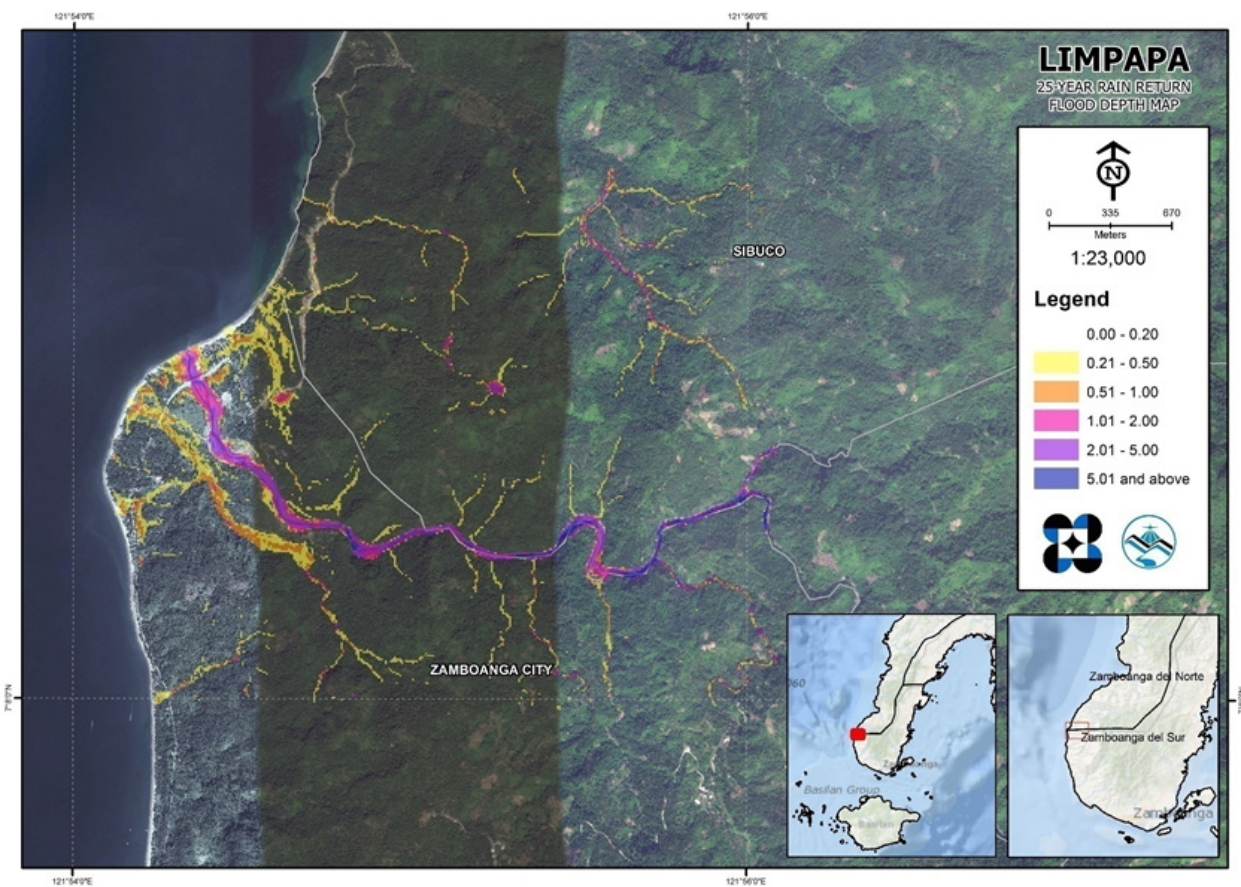 121°54'0"E
121°56'0"E
LIMPAPA
25-YEAR RAIN RETURN
FLOOD DEPTH MAP
N
0 335 670
Meters
1:23,000
SIBUCO
Legend
0.00 - 0.20
0.21 - 0.50
0.51 - 1.00
1.01 - 2.00
2.01 - 5.00
5.01 and above
ZAMBOANGA CITY
7°8'0"N
060
Zamboanga
Basilan Group
Basilan
Zamboanga del Norte
Zamboanga del Sur
Zamboanga
121°54'0"E
121°56'0"E